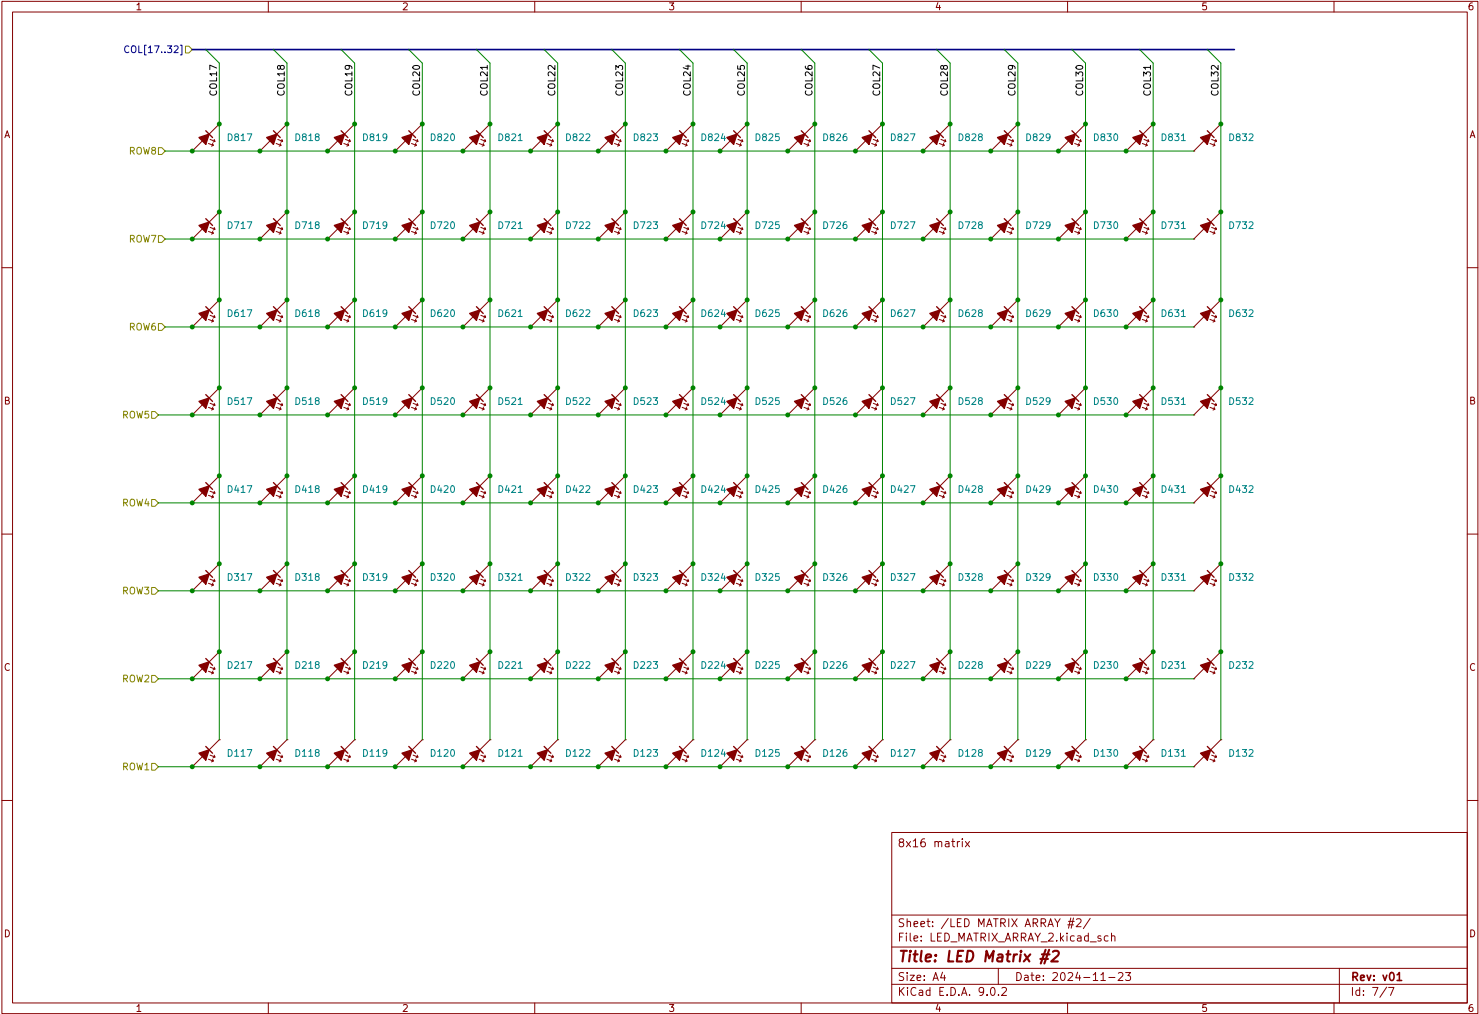 1 2 3 4 5 6
COL[17..32]
COL17 COL18 COL19 COL20 COL21 COL22 COL23 COL24 COL25 COL26 COL27 COL28 COL29 COL30 COL31 COL32
A D817 D818 D819 D820 D821 D822 D823 D824 D825 D826 D827 D828 D829 D830 D831 D832 A
ROW8
D717 D718 D719 D720 D721 D722 D723 D724 D725 D726 D727 D728 D729 D730 D731 D732
ROW7
D617 D618 D619 D620 D621 D622 D623 D624 D625 D626 D627 D628 D629 D630 D631 D632
ROW6
B D517 D518 D519 D520 D521 D522 D523 D524 D525 D526 D527 D528 D529 D530 D531 D532 B
ROW5
D417 D418 D419 D420 D421 D422 D423 D424 D425 D426 D427 D428 D429 D430 D431 D432
ROW4
D317 D318 D319 D320 D321 D322 D323 D324 D325 D326 D327 D328 D329 D330 D331 D332
ROW3
C D217 D218 D219 D220 D221 D222 D223 D224 D225 D226 D227 D228 D229 D230 D231 D232 C
ROW2
D117 D118 D119 D120 D121 D122 D123 D124 D125 D126 D127 D128 D129 D130 D131 D132
ROW1
8x16 matrix
Sheet: /LED MATRIX ARRAY #2/
D D
File: LED_MATRIX_ARRAY_2.kicad_sch
Title: LED Matrix #2
Size: A4 Date: 2024-11-23 Rev: v01
KiCad E.D.A. 9.0.2 Id: 7/7
1 2 3 4 5 6